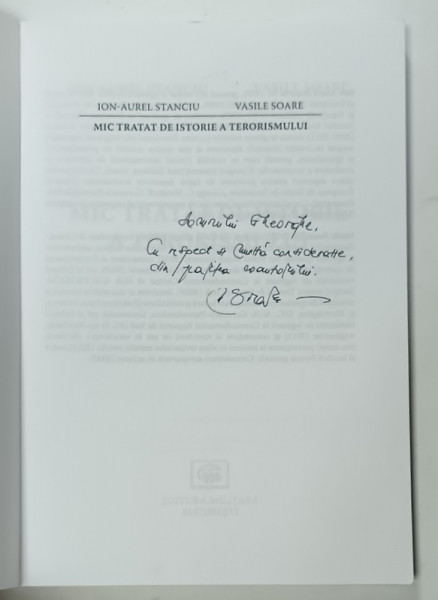 ION-AUREL STANCIU VASILE SOARE
MIC TRATAT DE ISTORIE A TERORISMULUI
Domnului Gheorghe,
Cu respect și multă considerație,
din partea coautorului.